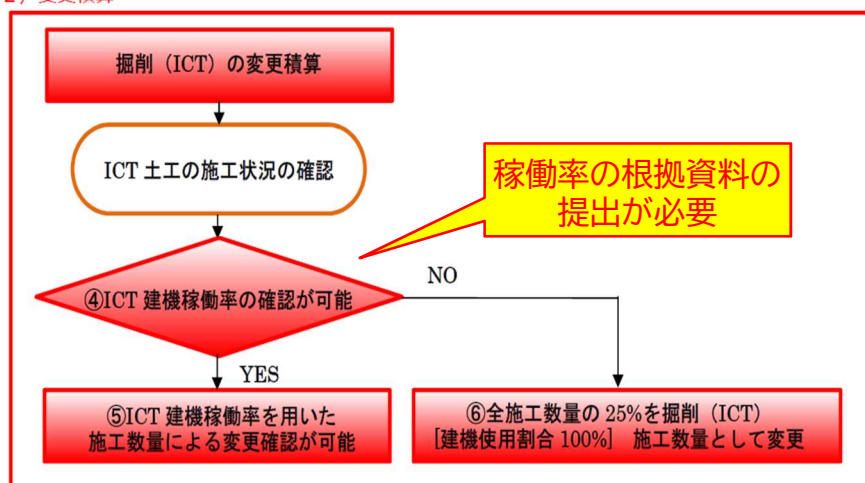 掘削（ICT）の変更積算
ICT 土工の施工状況の確認
稼働率の根拠資料の
提出が必要
④ICT 建機稼働率の確認が可能
NO
YES
⑤ICT 建機稼働率を用いた
施工数量による変更確認が可能
⑥全施工数量の 25%を掘削（ICT）
[建機使用割合 100%]　施工数量として変更